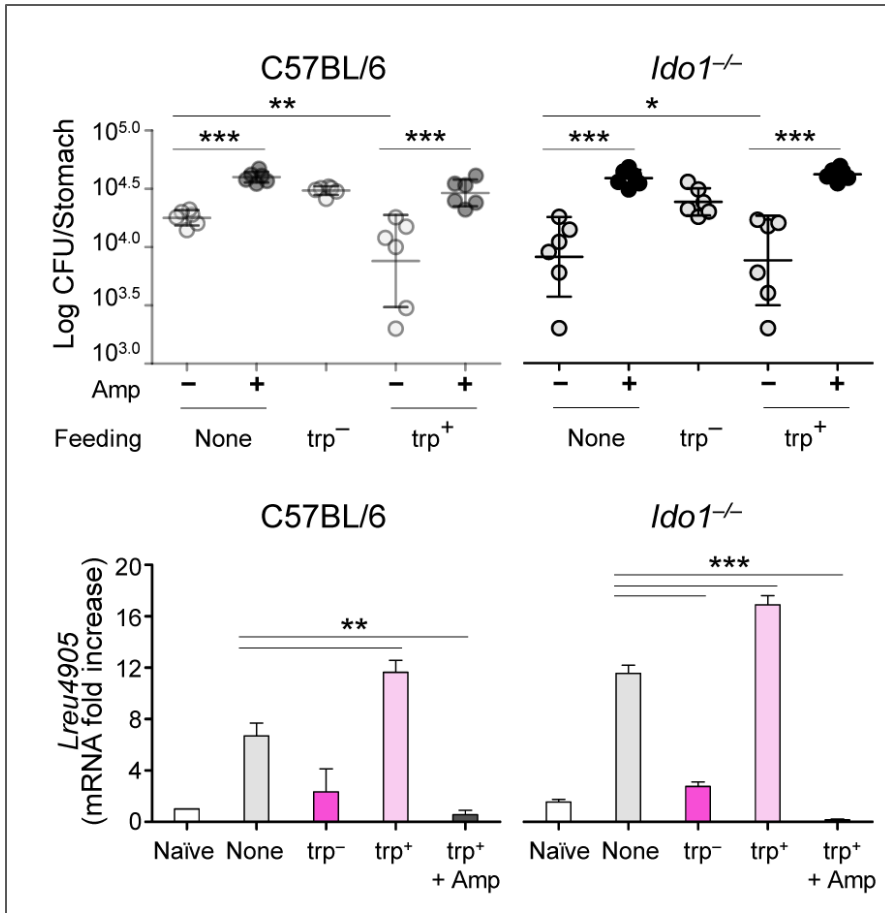 C57BL/6 Ido1–/–
** *
*** *** *** ***
Log CFU/Stomach
10^5.0
10^4.5
10^4.0
10^3.5
10^3.0
Amp – + – + – + – +
Feeding None trp– trp+ None trp– trp+
C57BL/6 Ido1–/–
** ***
Lreu4905
(mRNA fold increase)
20
16
12
8
4
0
Naïve None trp– trp+ trp+ Naïve None trp– trp+ trp+
+ Amp + Amp